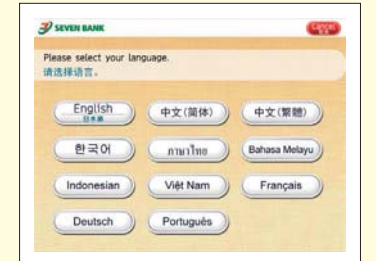 SEVEN BANK
Cancel
Please select your language.
请选择语言。
English
日本語
中文(简体)
中文(繁體)
한국어
ภาษาไทย
Bahasa Melayu
Indonesian
Việt Nam
Français
Deutsch
Português